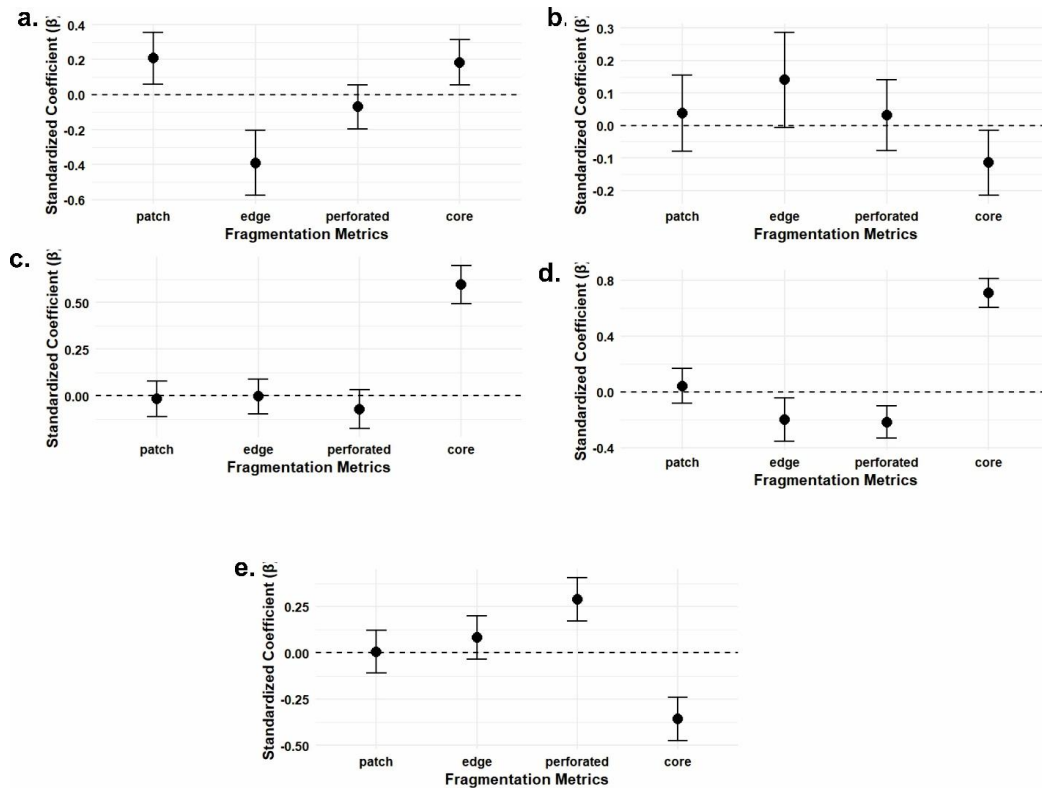 a.
Standardized Coefficient (β)
0.4
0.2
0.0
-0.2
-0.4
-0.6
patch edge perforated core
Fragmentation Metrics
b.
Standardized Coefficient (β)
0.3
0.2
0.1
0.0
-0.1
-0.2
patch edge perforated core
Fragmentation Metrics
c.
Standardized Coefficient (β)
0.50
0.25
0.00
patch edge perforated core
Fragmentation Metrics
d.
Standardized Coefficient (β)
0.8
0.4
0.0
-0.4
patch edge perforated core
Fragmentation Metrics
e.
Standardized Coefficient (β)
0.25
0.00
-0.25
-0.50
patch edge perforated core
Fragmentation Metrics